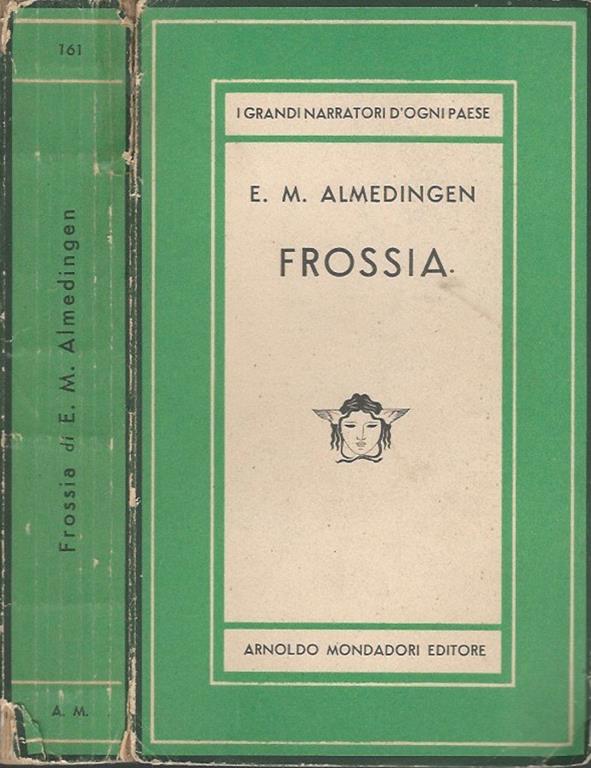 161
Frossia di E. M. Almedingen
A. M.
I GRANDI NARRATORI D'OGNI PAESE
E. M. ALMEDINGEN
FROSSIA.
ARNOLDO MONDADORI EDITORE